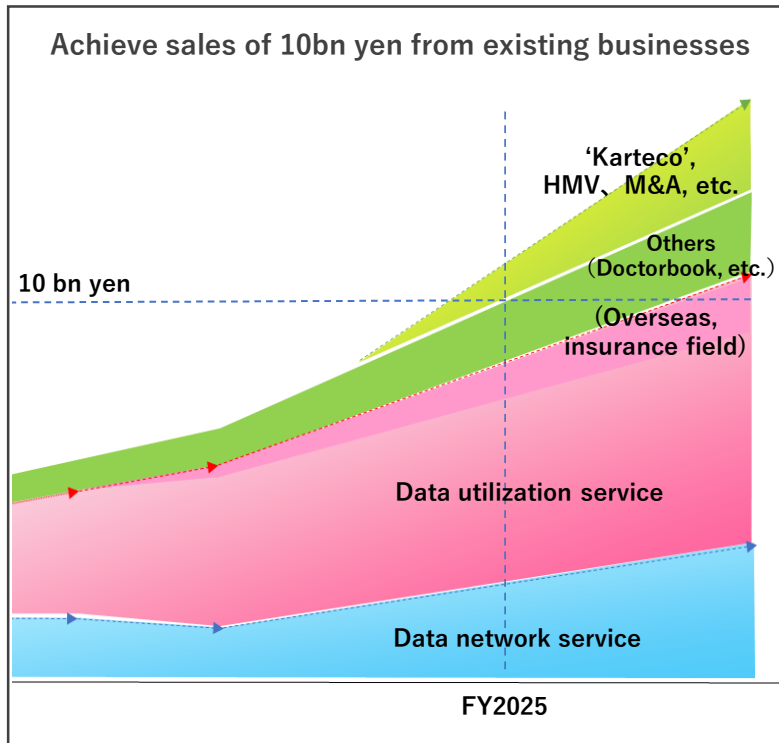 Achieve sales of 10bn yen from existing businesses
‘Karteco’,
HMV、M&A, etc.
Others
（Doctorbook, etc.）
10 bn yen
(Overseas,
insurance field)
Data utilization service
Data network service
FY2025